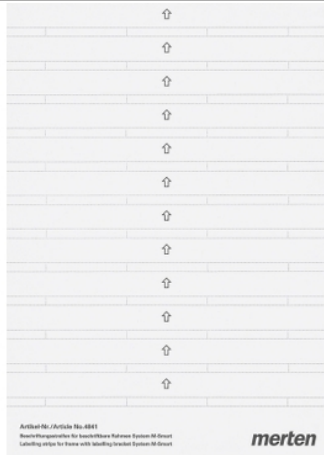 Artikel-Nr./Article No.4041
Beschriftungsstreifen für beschriftbare Rahmen System-M-Smart
Labelling strips for frame with labelling bracket System M-Smart
merten